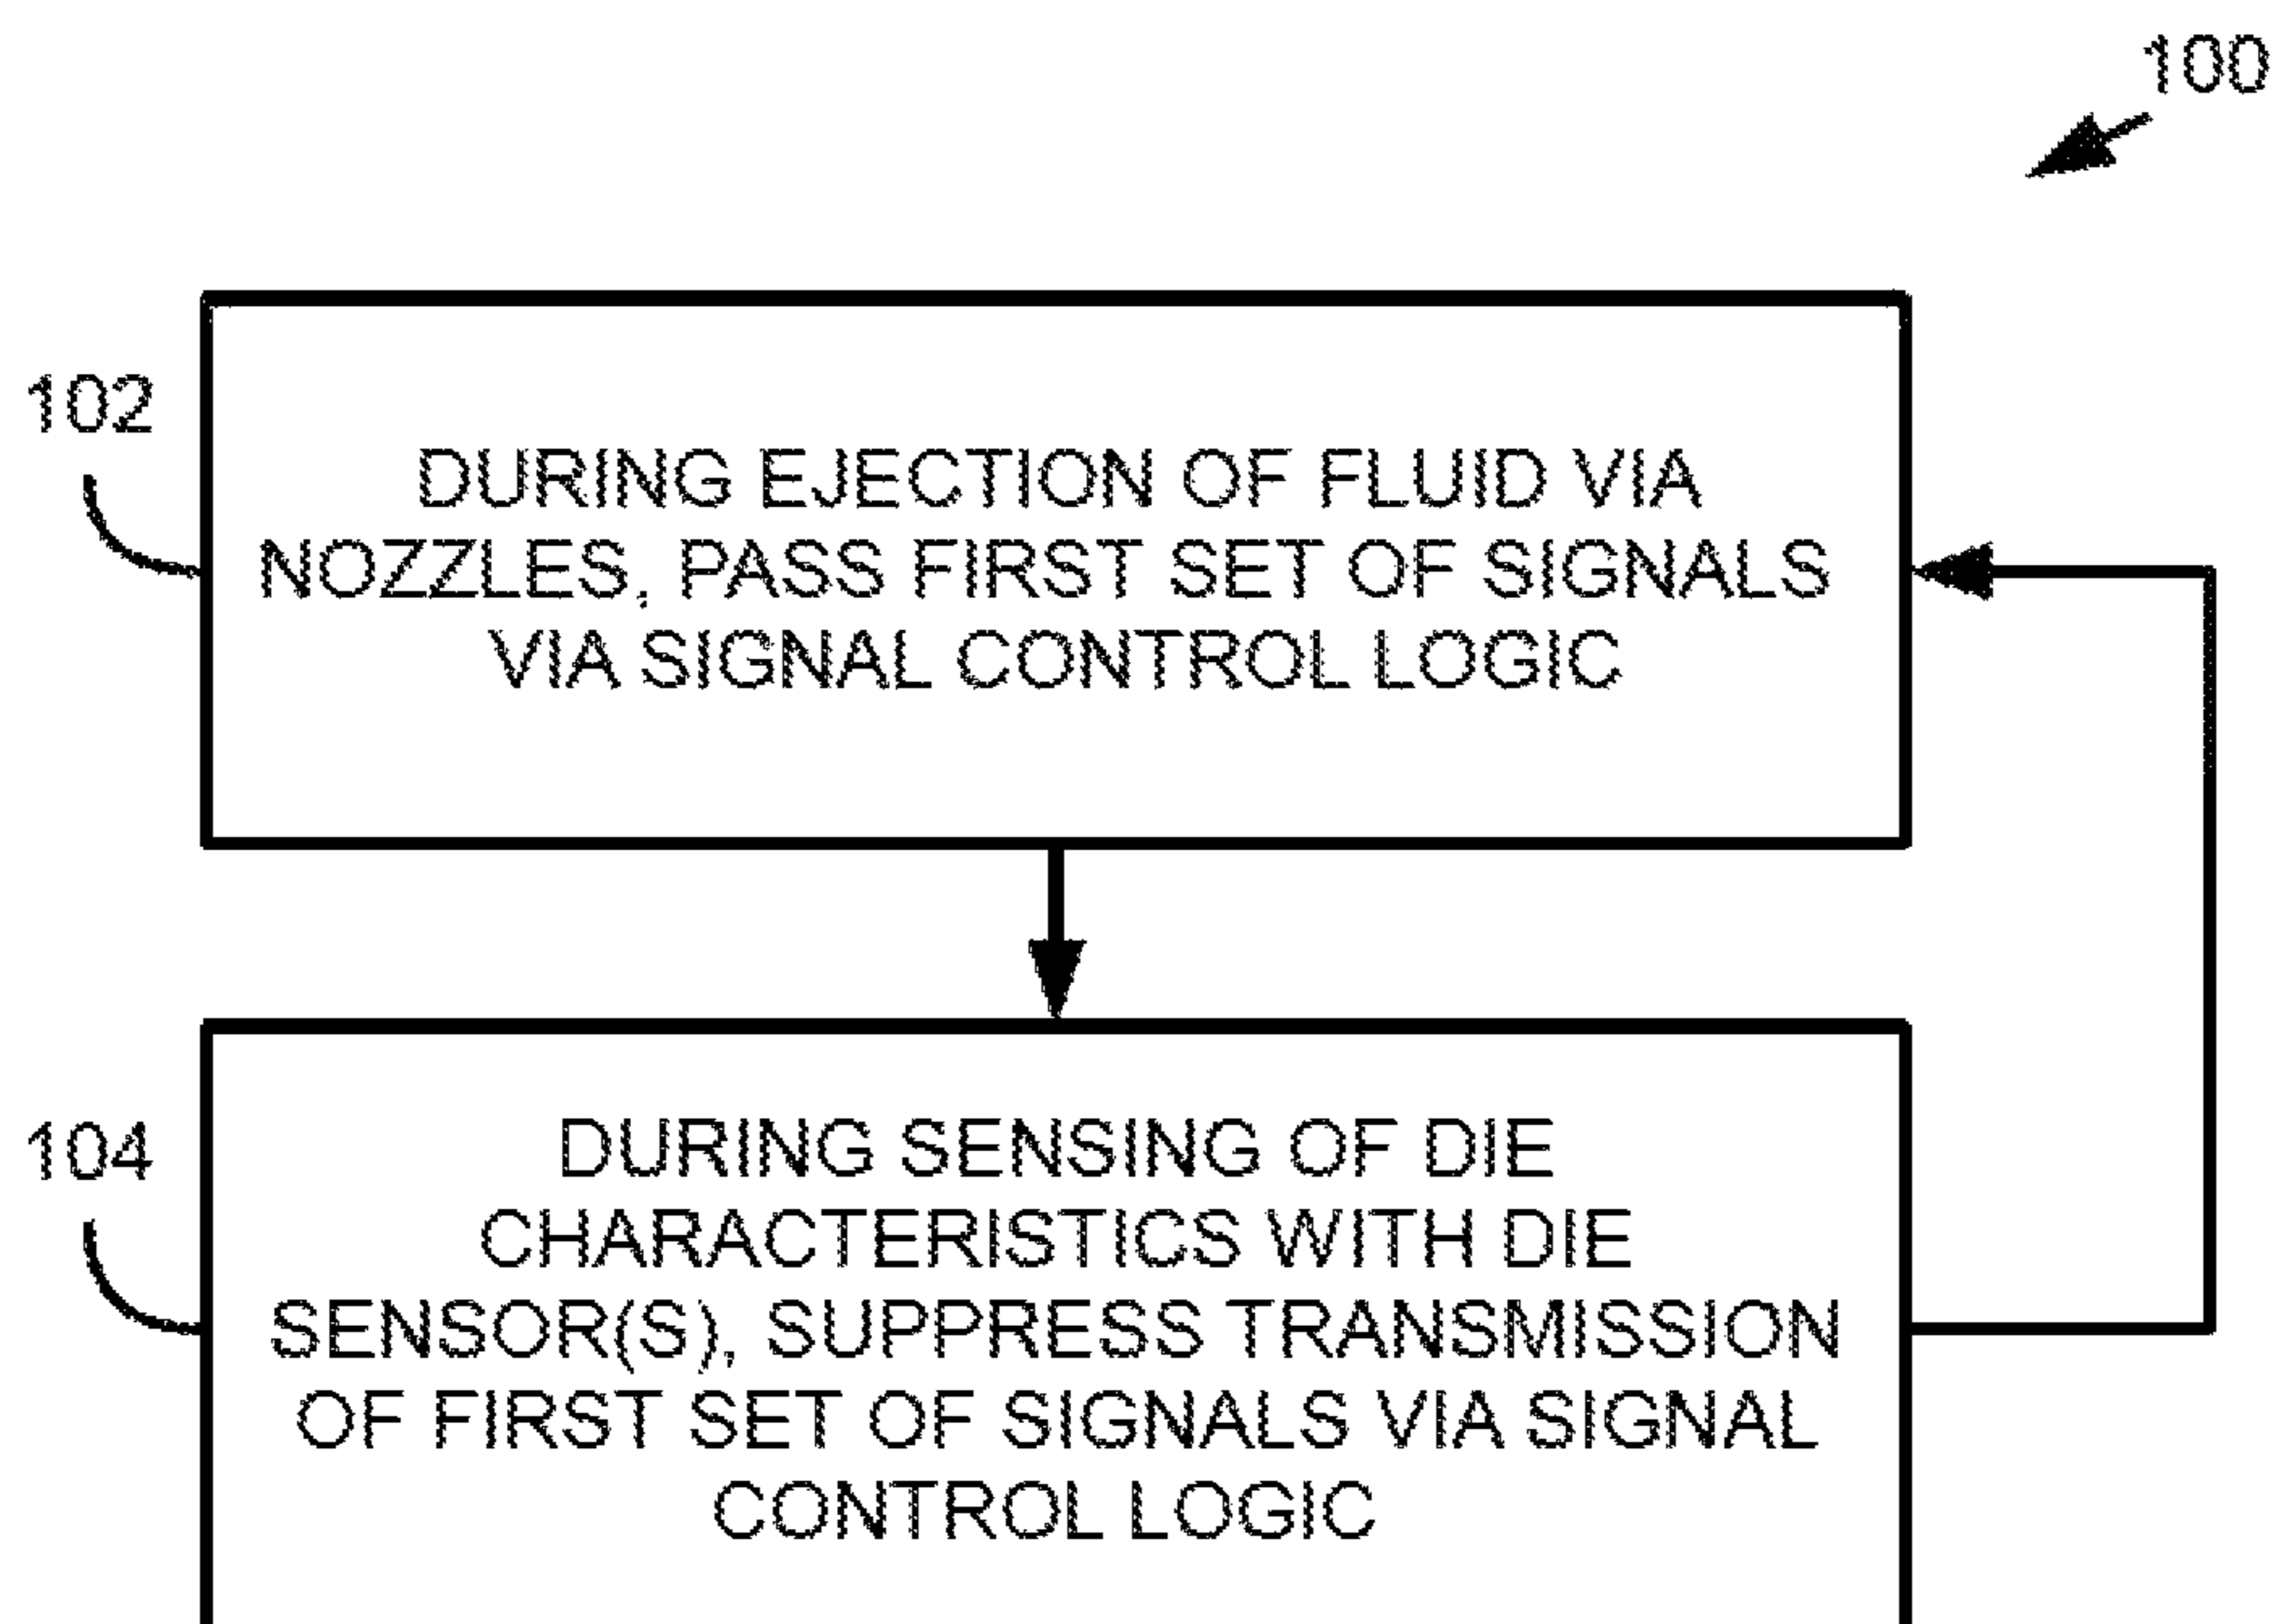 100
102
DURING EJECTION OF FLUID VIA
NOZZLES, PASS FIRST SET OF SIGNALS
VIA SIGNAL CONTROL LOGIC
104
DURING SENSING OF DIE
CHARACTERISTICS WITH DIE
SENSOR(S), SUPPRESS TRANSMISSION
OF FIRST SET OF SIGNALS VIA SIGNAL
CONTROL LOGIC